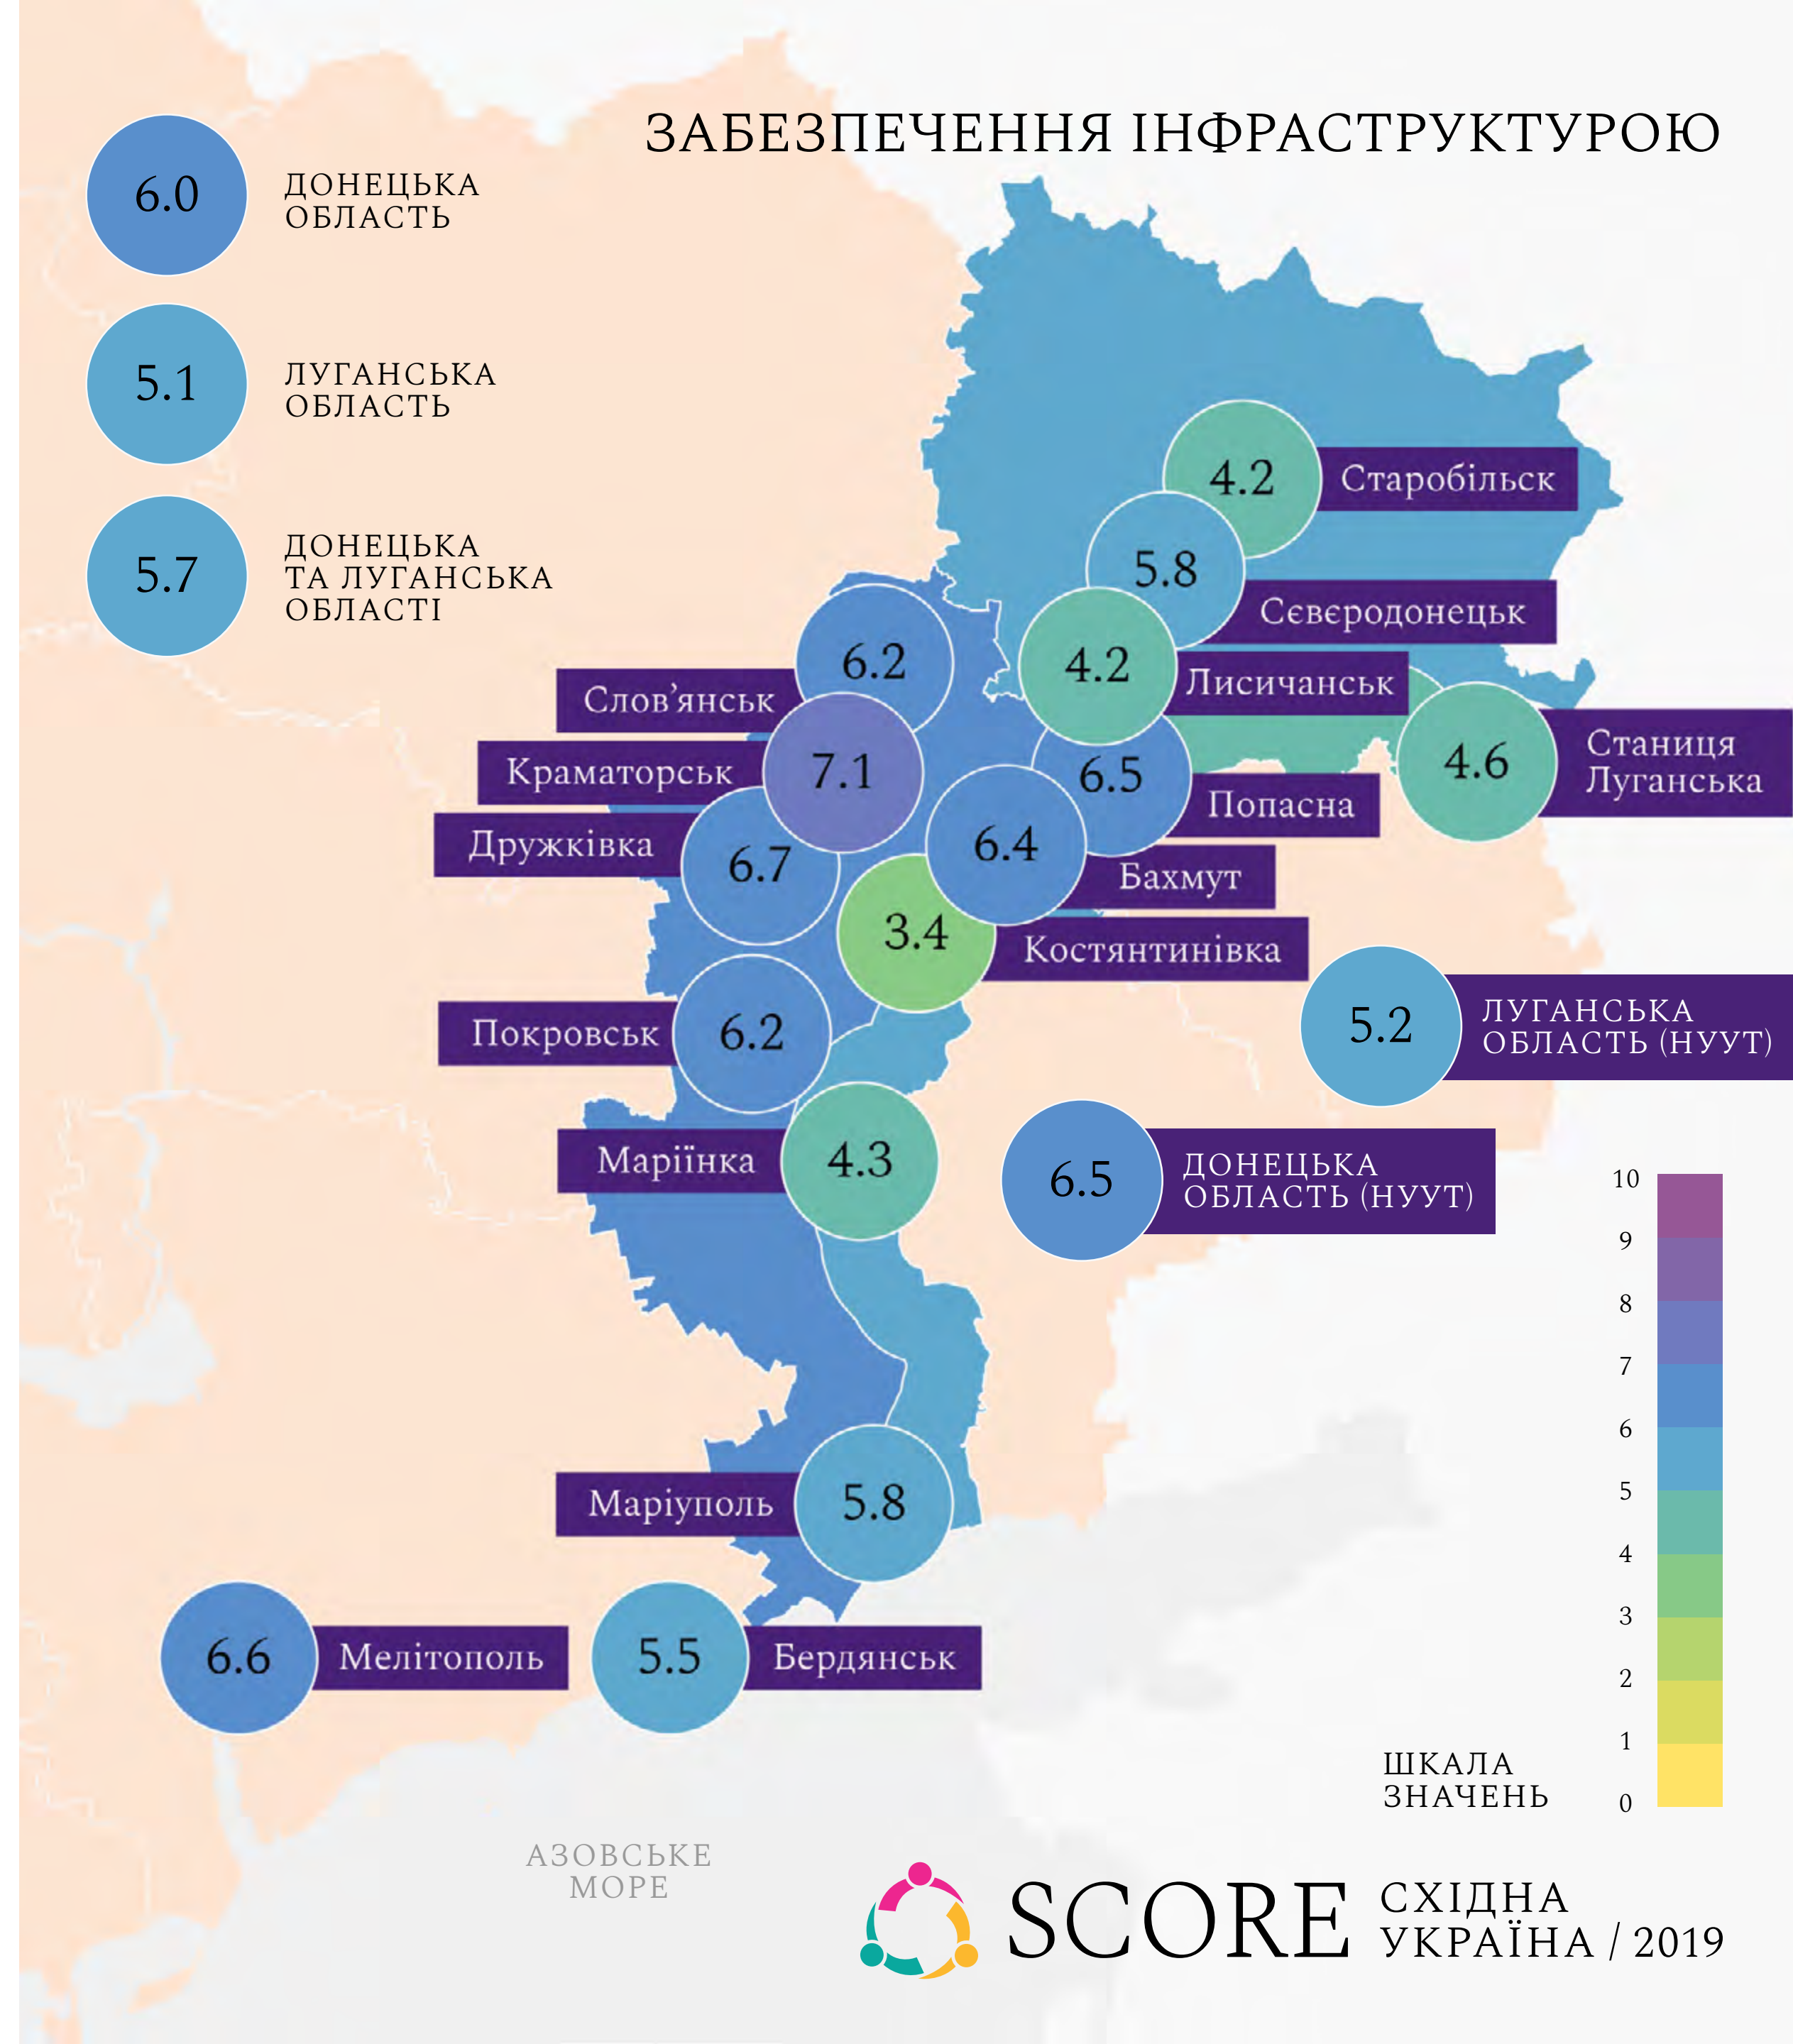 ЗАБЕЗПЕЧЕННЯ ІНФРАСТРУКТУРОЮ
6.0
ДОНЕЦЬКА
ОБЛАСТЬ
5.1
ЛУГАНСЬКА
ОБЛАСТЬ
5.7
ДОНЕЦЬКА
ТА ЛУГАНСЬКА
ОБЛАСТІ
4.2
Старобільск
5.8
Сєвєродонецьк
4.2
Лисичанськ
4.6
Станиця
Луганська
6.2
Слов’янськ
7.1
Краматорськ
6.7
Дружківка
6.5
Попасна
6.4
Бахмут
3.4
Костянтинівка
6.2
Покровськ
4.3
Маріїнка
5.2
ЛУГАНСЬКА
ОБЛАСТЬ (НУУТ)
6.5
ДОНЕЦЬКА
ОБЛАСТЬ (НУУТ)
5.8
Маріуполь
6.6
Мелітополь
5.5
Бердянськ
10
9
8
7
6
5
4
3
2
1
0
ШКАЛА
ЗНАЧЕНЬ
АЗОВСЬКЕ
МОРЕ
SCORE
СХІДНА
УКРАЇНА / 2019